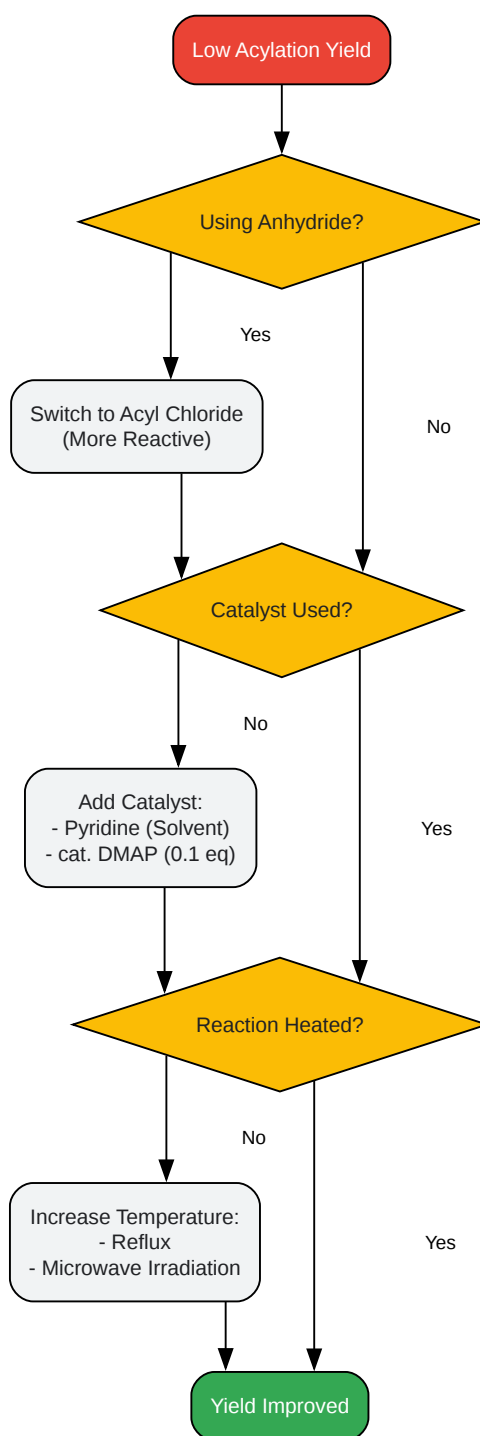 Low Acylation Yield
Using Anhydride?
Yes
Switch to Acyl Chloride
(More Reactive)
No
Catalyst Used?
No
Add Catalyst:
- Pyridine (Solvent)
- cat. DMAP (0.1 eq)
Yes
Reaction Heated?
No
Increase Temperature:
- Reflux
- Microwave Irradiation
Yes
Yield Improved